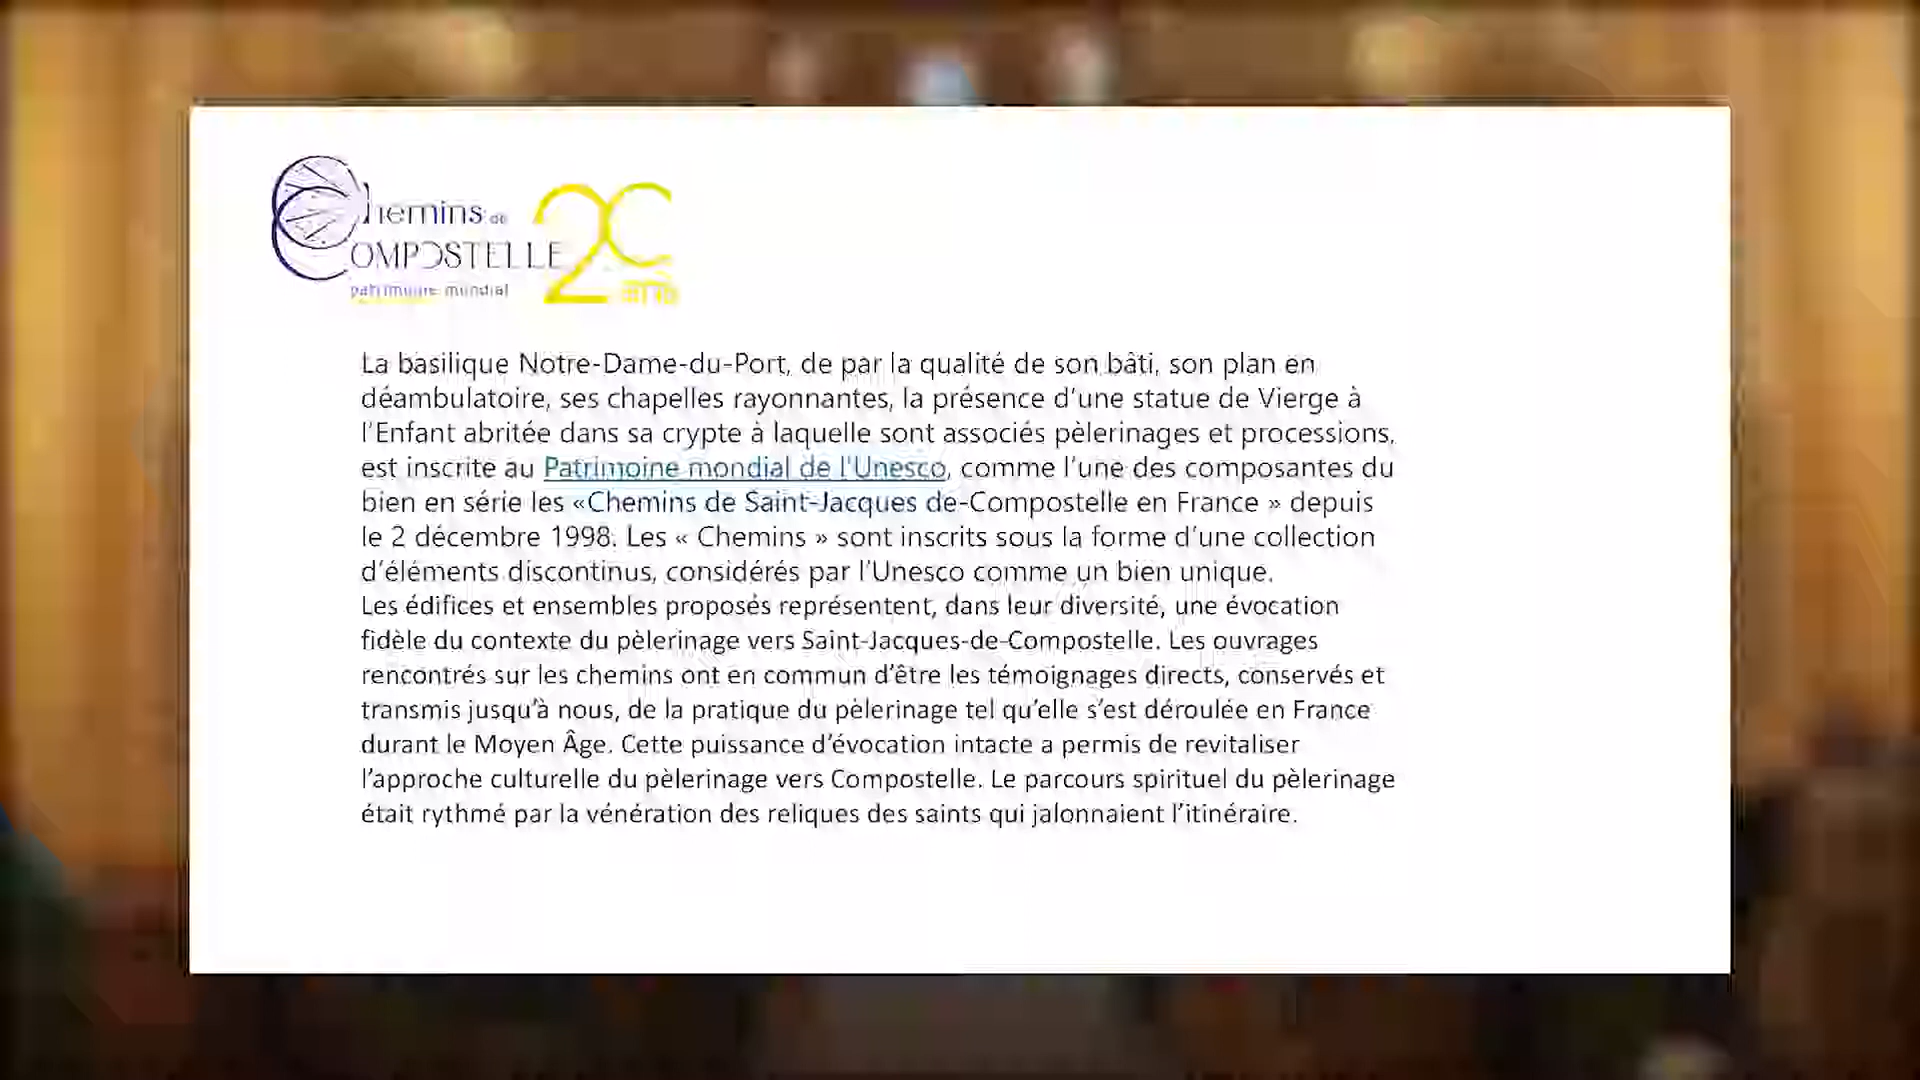 Chemins de
COMPOSTELLE
patrimoine mondial
20
ans
La basilique Notre-Dame-du-Port, de par la qualité de son bâti, son plan en
déambulatoire, ses chapelles rayonnantes, la présence d'une statue de Vierge à
l'Enfant abritée dans sa crypte à laquelle sont associés pèlerinages et processions,
est inscrite au Patrimoine mondial de l'Unesco, comme l'une des composantes du
bien en série les «Chemins de Saint-Jacques de-Compostelle en France » depuis
le 2 décembre 1998. Les « Chemins » sont inscrits sous la forme d'une collection
d'éléments discontinus, considérés par l'Unesco comme un bien unique.
Les édifices et ensembles proposés représentent, dans leur diversité, une évocation
fidèle du contexte du pèlerinage vers Saint-Jacques-de-Compostelle. Les ouvrages
rencontrés sur les chemins ont en commun d'être les témoignages directs, conservés et
transmis jusqu'à nous, de la pratique du pèlerinage tel qu'elle s'est déroulée en France
durant le Moyen Âge. Cette puissance d'évocation intacte a permis de revitaliser
l'approche culturelle du pèlerinage vers Compostelle. Le parcours spirituel du pèlerinage
était rythmé par la vénération des reliques des saints qui jalonnaient l'itinéraire.